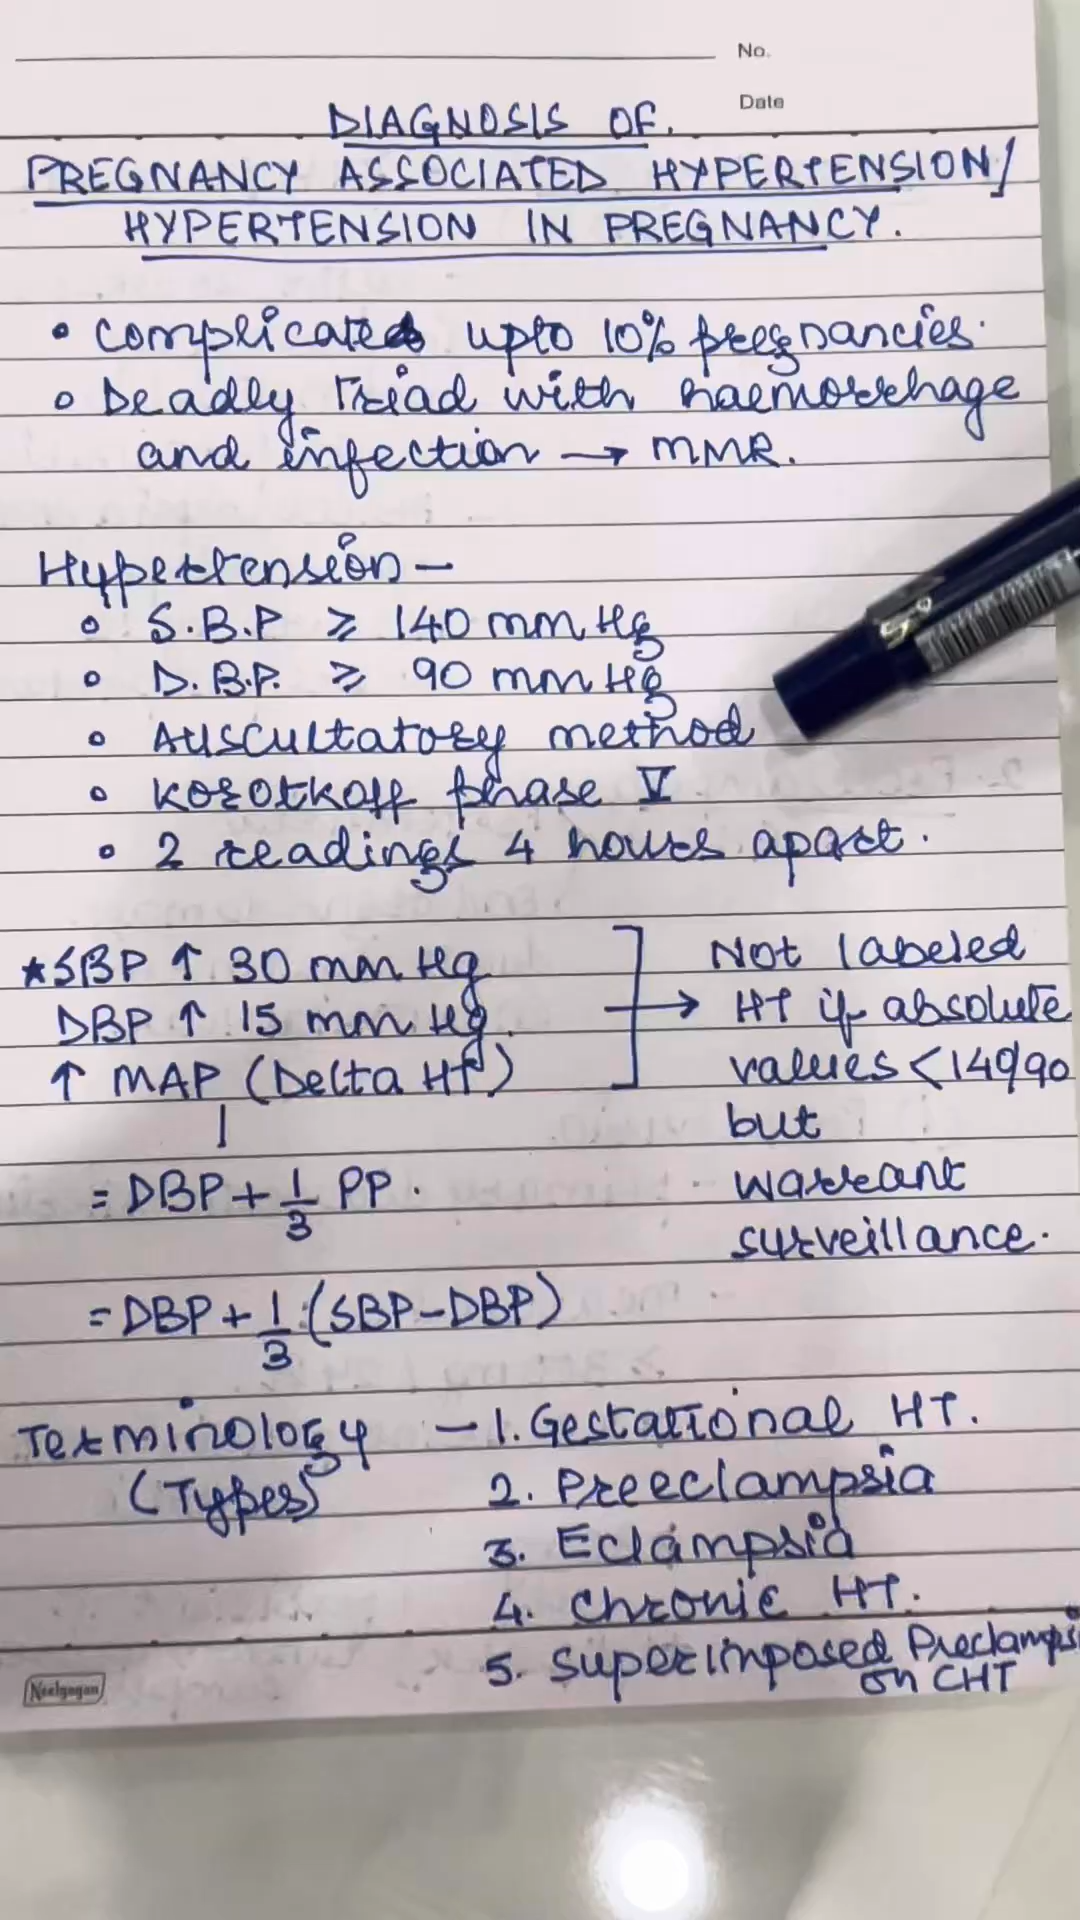 No.
Date
DIAGNOSIS OF.
PREGNANCY ASSOCIATED HYPERTENSION/
HYPERTENSION IN PREGNANCY.
• Complicates upto 10% pregnancies.
• Deadly Triad with haemorrhage
and infection → MMR.
Hypertension –
• S.B.P ≥ 140 mm Hg
• D.B.P. ≥ 90 mm Hg
• Auscultatory method
• Korotkoff phase V
• 2 readings 4 hours apart.
★SBP ↑ 30 mm Hg
DBP ↑ 15 mm Hg.
↑ MAP (Delta HT)
= DBP + 1/3 PP.
= DBP + 1/3 (SBP-DBP)
Not labeled
HT if absolute
values < 140/90
but
warrant
surveillance.
Terminology – 1. Gestational HT.
(Types) 2. Preeclampsia
3. Eclampsia
4. Chronic HT.
5. Superimposed Preclampsi
on CHT
Neelgagan